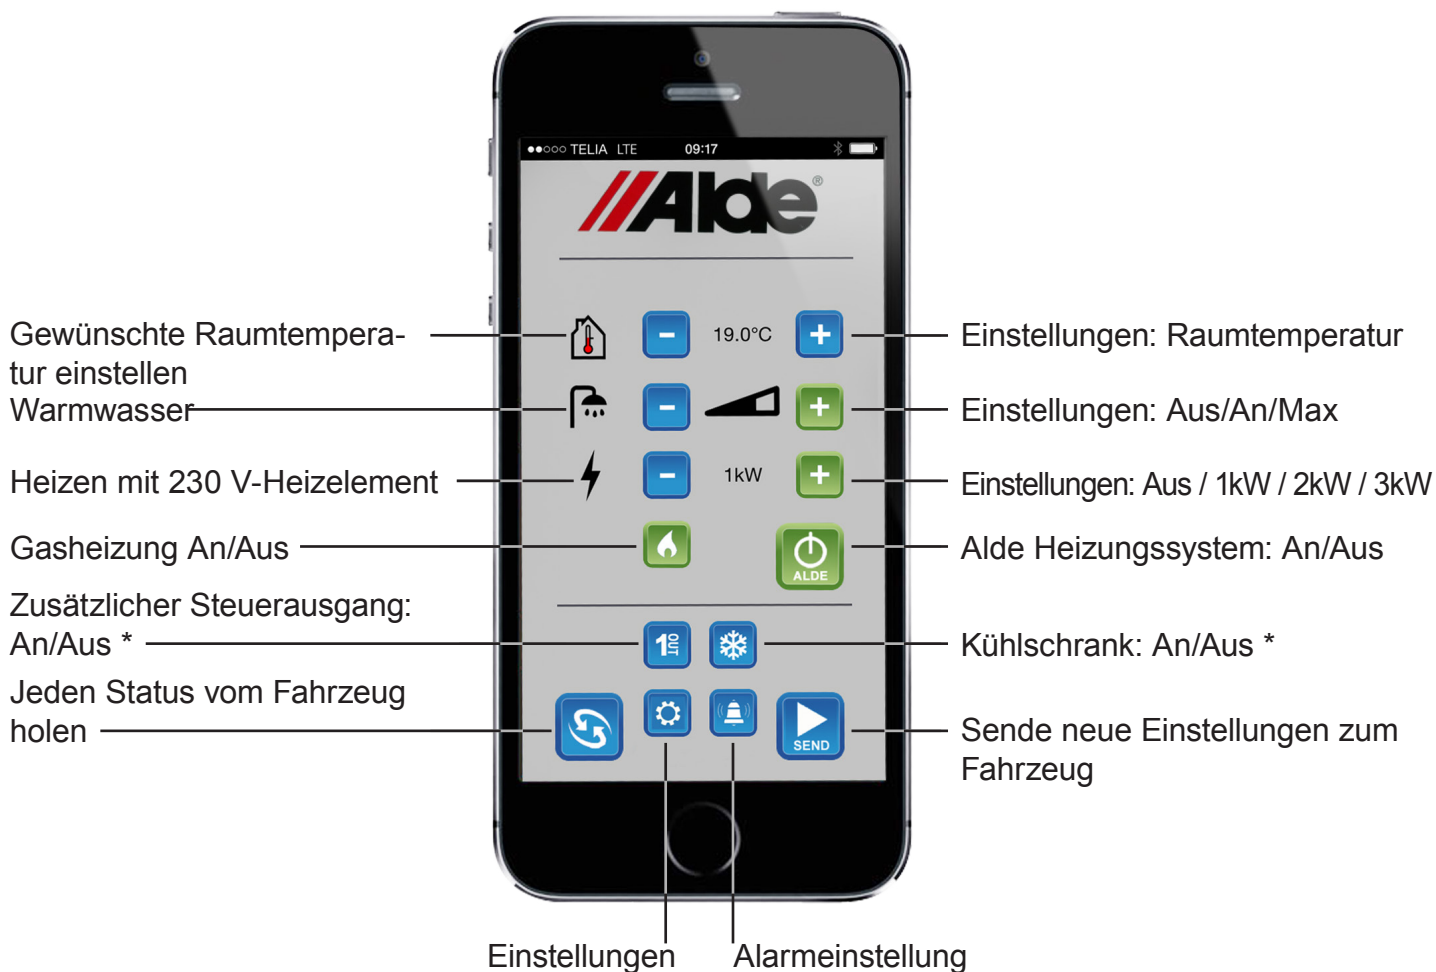 TELIA LTE 09:17
Alde®
Gewünschte Raumtempera-
tur einstellen
19.0°C
Einstellungen: Raumtemperatur
Warmwasser
Einstellungen: Aus/An/Max
Heizen mit 230 V-Heizelement
1kW
Einstellungen: Aus / 1kW / 2kW / 3kW
Gasheizung An/Aus
ALDE
Alde Heizungssystem: An/Aus
Zusätzlicher Steuerausgang:
An/Aus *
1 OUT
Kühlschrank: An/Aus *
Jeden Status vom Fahrzeug
holen
SEND
Sende neue Einstellungen zum
Fahrzeug
Einstellungen
Alarmeinstellung